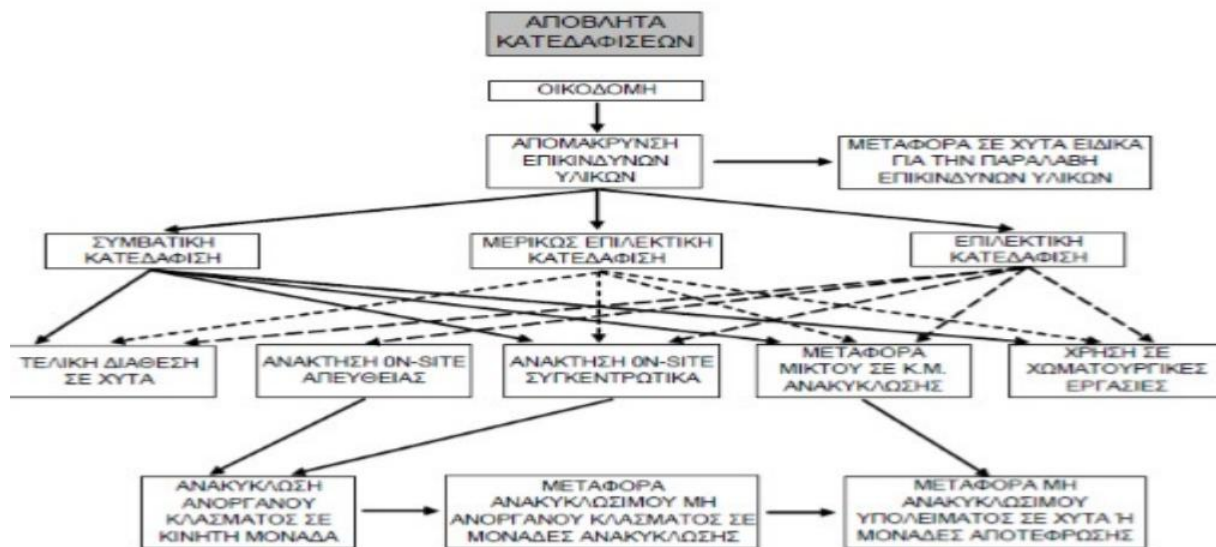 ΑΠΟΒΛΗΤΑ
ΚΑΤΕΔΑΦΙΣΕΩΝ
ΟΙΚΟΔΟΜΗ
ΑΠΟΜΑΚΡΥΝΣΗ
ΕΠΙΚΙΝΔΥΝΩΝ
ΥΛΙΚΩΝ
ΜΕΤΑΦΟΡΑ ΣΕ ΧΥΤΑ ΕΙΔΙΚΑ
ΓΙΑ ΤΗΝ ΠΑΡΑΛΑΒΗ
ΕΠΙΚΙΝΔΥΝΩΝ ΥΛΙΚΩΝ
ΣΥΜΒΑΤΙΚΗ
ΚΑΤΕΔΑΦΙΣΗ
ΜΕΡΙΚΩΣ ΕΠΙΛΕΚΤΙΚΗ
ΚΑΤΕΔΑΦΙΣΗ
ΕΠΙΛΕΚΤΙΚΗ
ΚΑΤΕΔΑΦΙΣΗ
ΤΕΛΙΚΗ ΔΙΑΘΕΣΗ
ΣΕ ΧΥΤΑ
ΑΝΑΚΤΗΣΗ 0N-SITE
ΑΠΕΥΘΕΙΑΣ
ΑΝΑΚΤΗΣΗ 0N-SITE
ΣΥΓΚΕΝΤΡΩΤΙΚΑ
ΜΕΤΑΦΟΡΑ
ΜΙΚΤΟΥ ΣΕ Κ.Μ.
ΑΝΑΚΥΚΛΩΣΗΣ
ΧΡΗΣΗ ΣΕ
ΧΩΜΑΤΟΥΡΓΙΚΕΣ
ΕΡΓΑΣΙΕΣ
ΑΝΑΚΥΚΛΩΣΗ
ΑΝΟΡΓΑΝΟΥ
ΚΛΑΣΜΑΤΟΣ ΣΕ
ΚΙΝΗΤΗ ΜΟΝΑΔΑ
ΜΕΤΑΦΟΡΑ
ΑΝΑΚΥΚΛΩΣΙΜΟΥ ΜΗ
ΑΝΟΡΓΑΝΟΥ ΚΛΑΣΜΑΤΟΣ ΣΕ
ΜΟΝΑΔΕΣ ΑΝΑΚΥΚΛΩΣΗΣ
ΜΕΤΑΦΟΡΑ ΜΗ
ΑΝΑΚΥΚΛΩΣΙΜΟΥ
ΥΠΟΛΕΙΜΑΤΟΣ ΣΕ ΧΥΤΑ Ή
ΜΟΝΑΔΕΣ ΑΠΟΤΕΦΡΩΣΗΣ